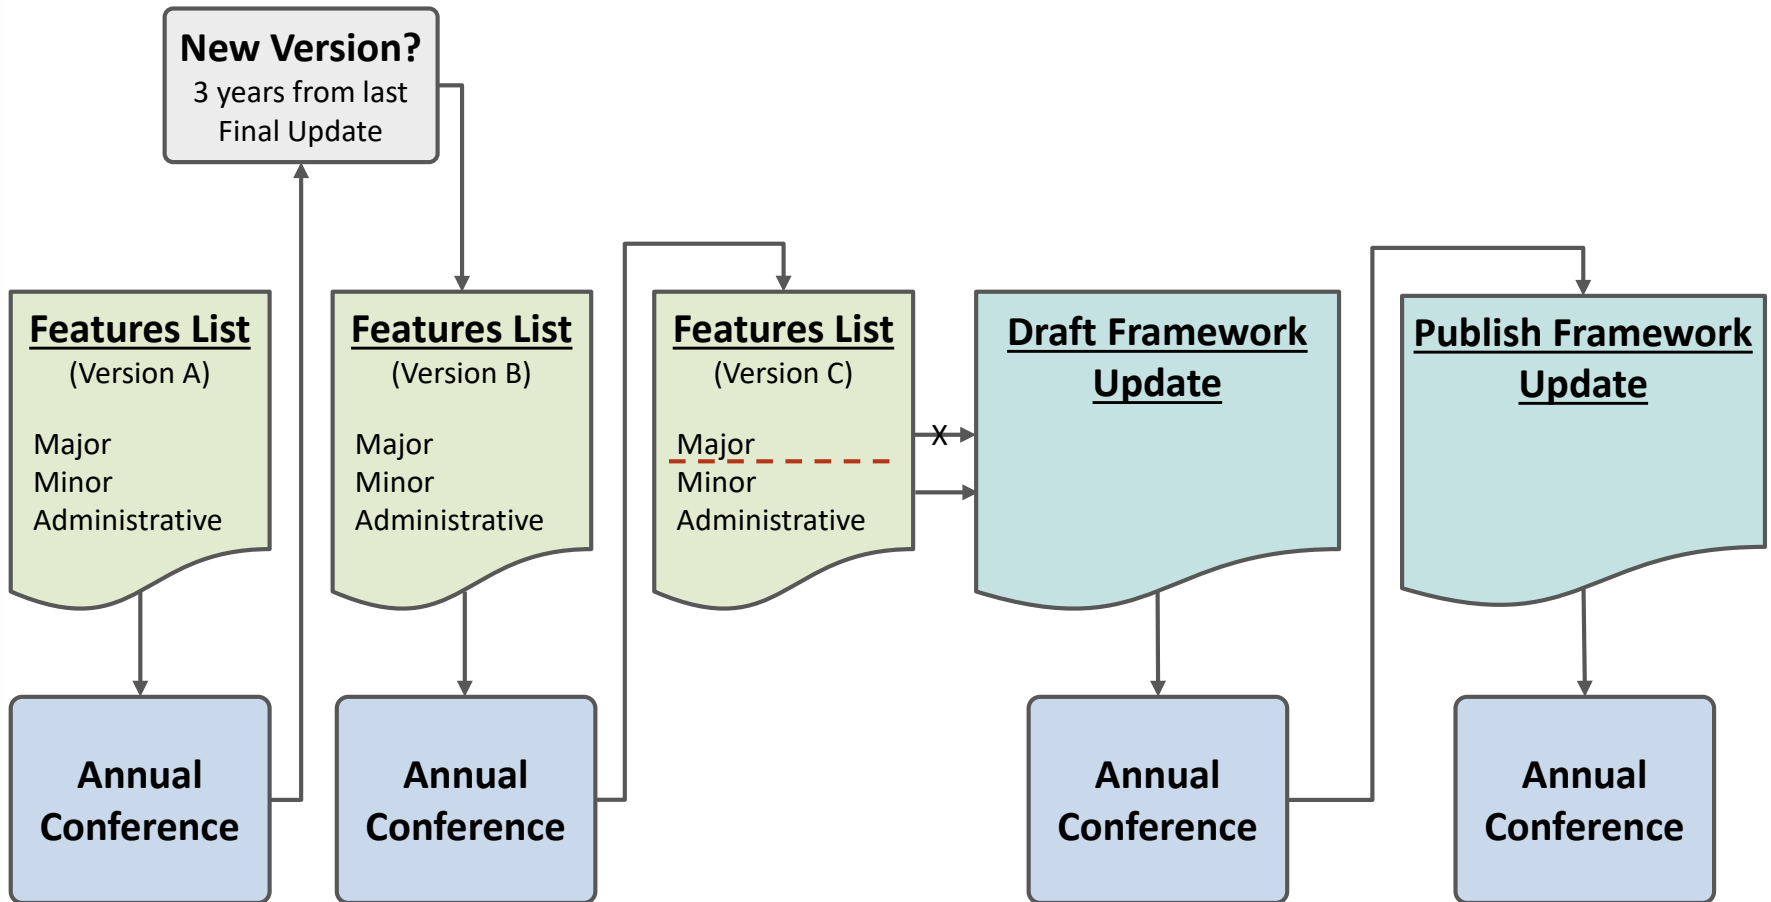 New Version?
3 years from last
Final Update
Features List
(Version A)
Major
Minor
Administrative
Features List
(Version B)
Major
Minor
Administrative
Features List
(Version C)
Major
Minor
Administrative
X
Draft Framework
Update
Publish Framework
Update
Annual
Conference
Annual
Conference
Annual
Conference
Annual
Conference